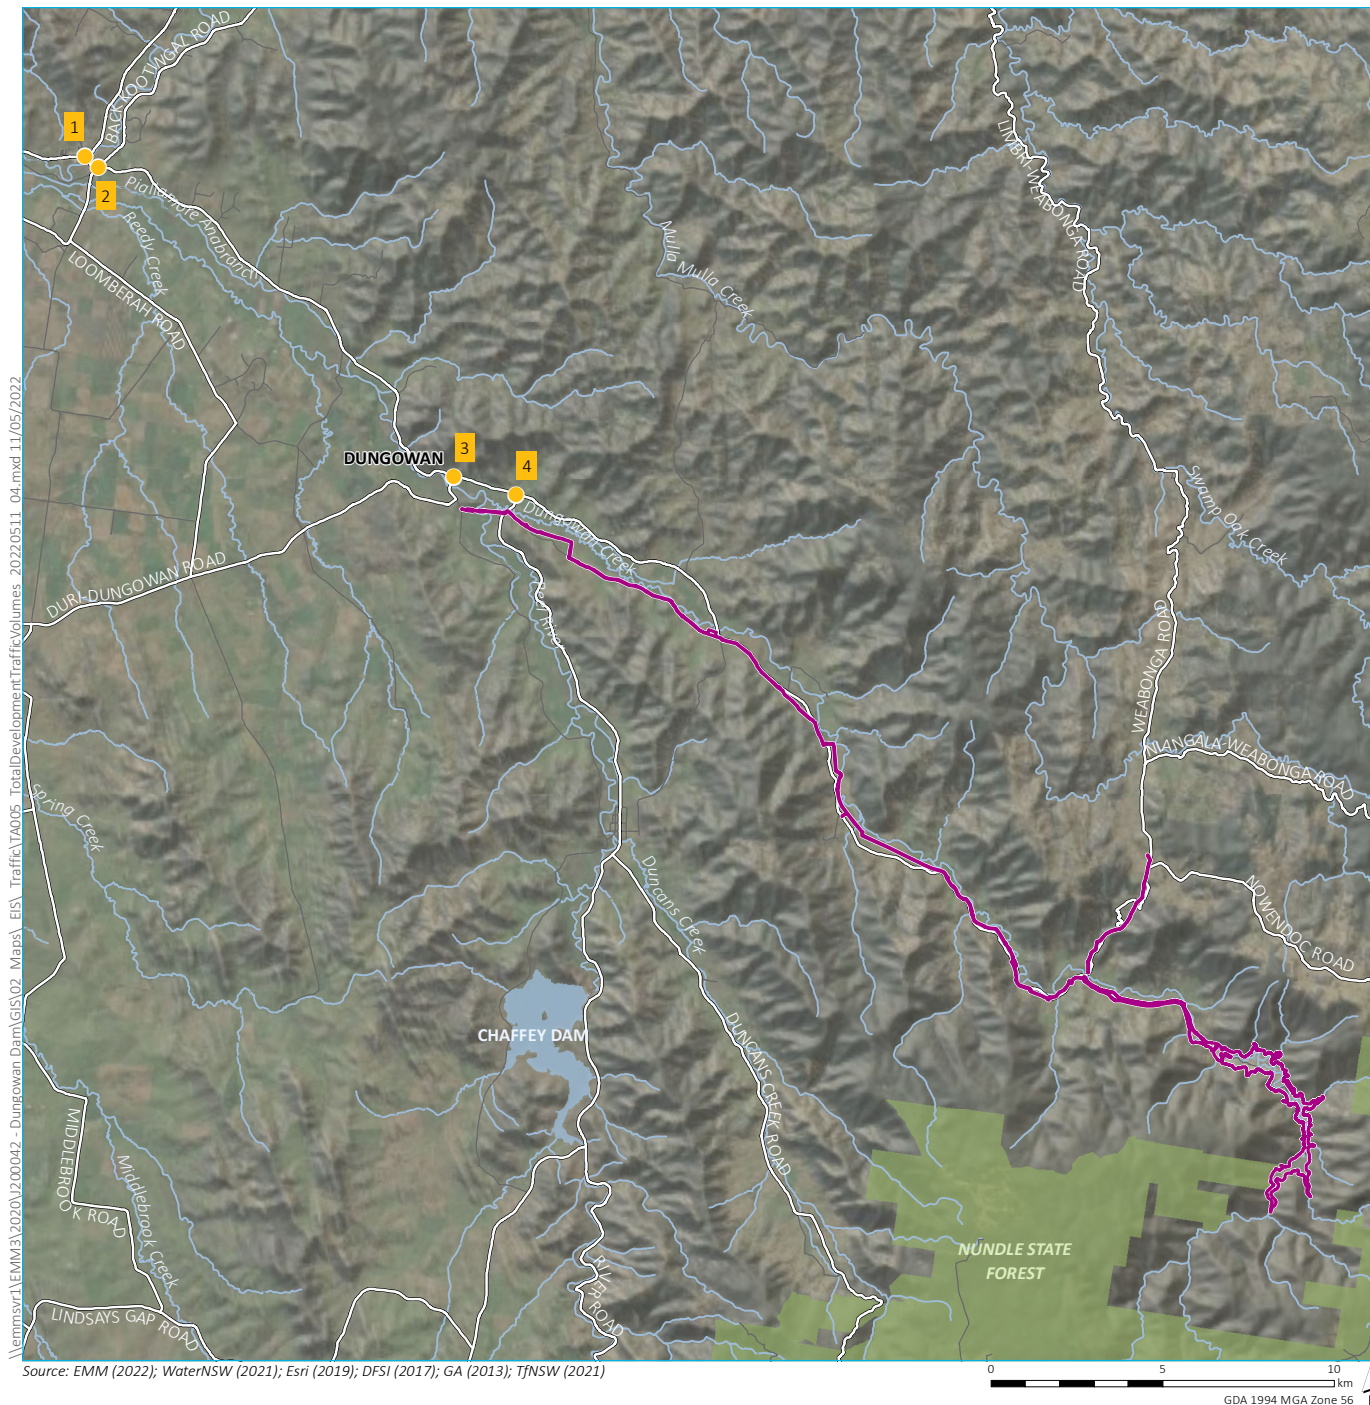 BACK KOOTINGAL ROAD
1
2
Piallamore Anabranch
Reedy Creek
LOOMBERAH ROAD
LIMBRI-WEABONGA ROAD
Mulla Mulla Creek
3
DUNGOWAN
4
Swamp Oak Creek
Dungowan Creek
DURI-DUNGOWAN ROAD
Peel River
WEABONGA ROAD
NIANGALA-WEABONGA ROAD
Spring Creek
Duncans Creek
NOWENDOC ROAD
CHAFFEY DAM
DUNCANS CREEK ROAD
MIDDLEBROOK ROAD
Middlebrook Creek
NUNDLE STATE
FOREST
RIVER ROAD
LINDSAYS GAP ROAD
\\emmsvr1\EMM3\2020\J200042 - Dungowan Dam\GIS\02_Maps\_EIS\_Traffic\TA005_TotalDevelopmentTrafficVolumes_20220511_04.mxd 11/05/2022
Source: EMM (2022); WaterNSW (2021); Esri (2019); DFSI (2017); GA (2013); TfNSW (2021)
0 5 10
km
GDA 1994 MGA Zone 56